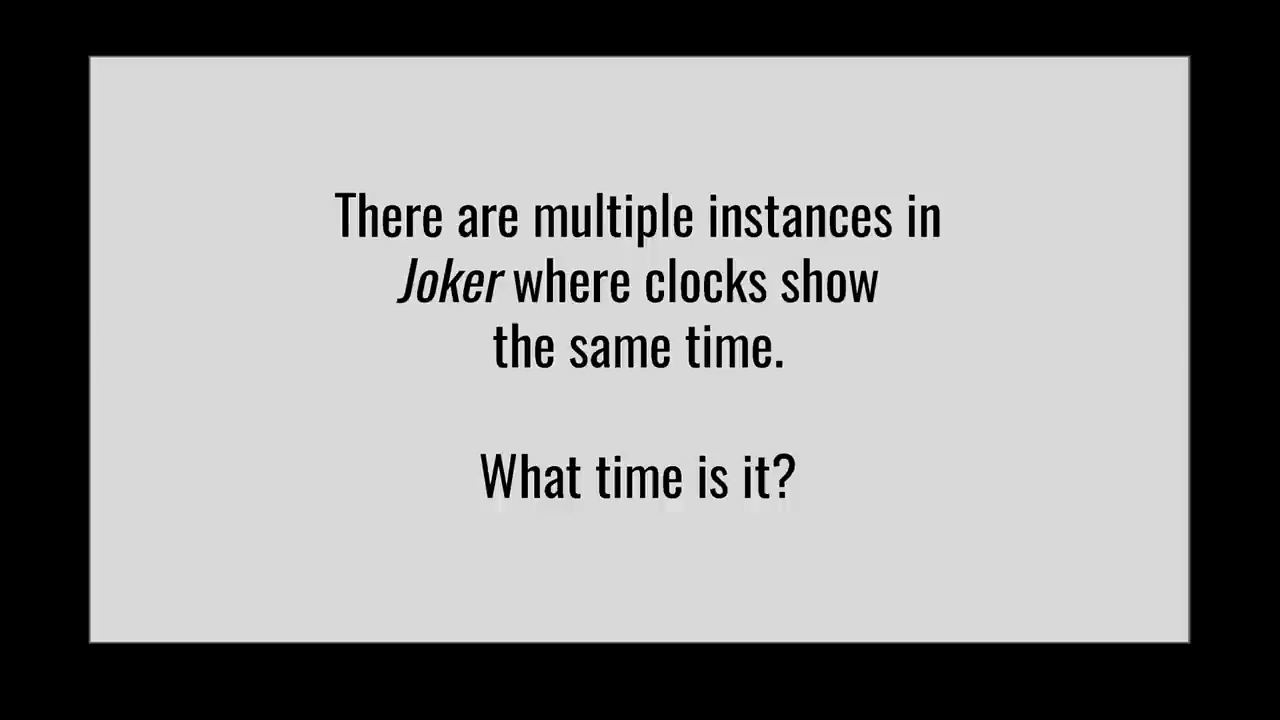 There are multiple instances in
Joker where clocks show
the same time.
What time is it?